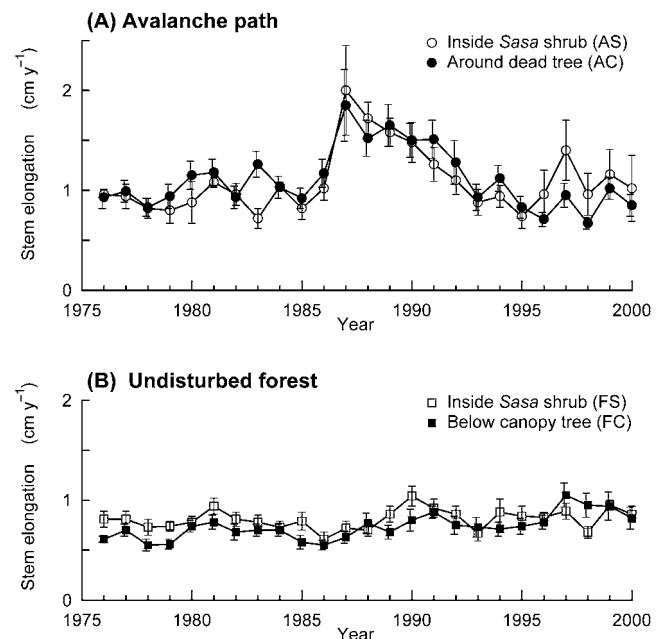 (A) Avalanche path
Inside Sasa shrub (AS)
Around dead tree (AC)
Stem elongation (cm y⁻¹)
2
1
0
1975 1980 1985 1990 1995 2000
Year
(B) Undisturbed forest
Inside Sasa shrub (FS)
Below canopy tree (FC)
Stem elongation (cm y⁻¹)
2
1
0
1975 1980 1985 1990 1995 2000
Year